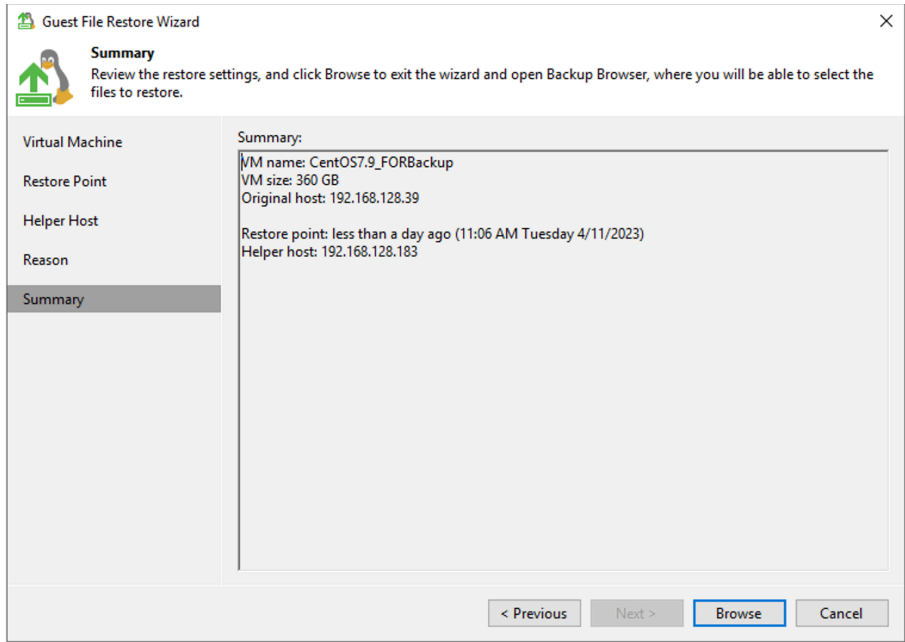 Guest File Restore Wizard
Summary
Review the restore settings, and click Browse to exit the wizard and open Backup Browser, where you will be able to select the
files to restore.
Virtual Machine
Restore Point
Helper Host
Reason
Summary
Summary:
VM name: CentOS7.9_FORBackup
VM size: 360 GB
Original host: 192.168.128.39
Restore point: less than a day ago (11:06 AM Tuesday 4/11/2023)
Helper host: 192.168.128.183
< Previous
Next >
Browse
Cancel